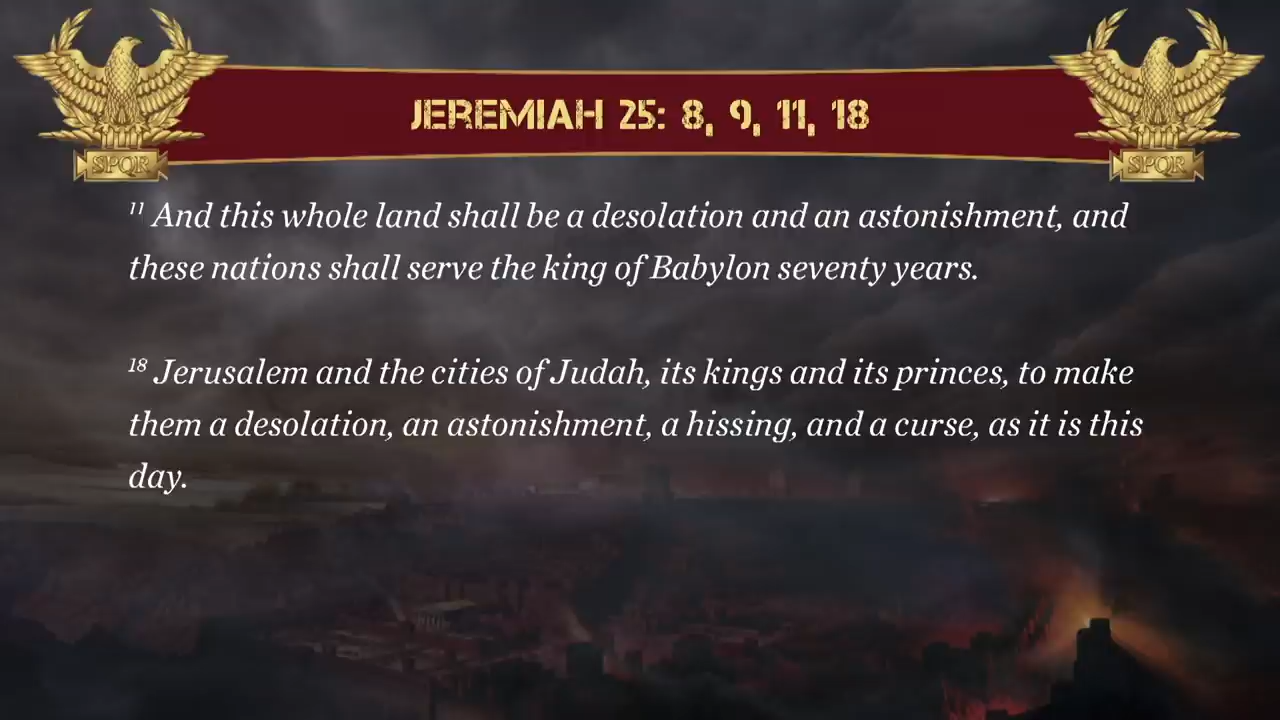 JEREMIAH 25: 8, 9, 11, 18
SPQR
SPQR
11 And this whole land shall be a desolation and an astonishment, and
these nations shall serve the king of Babylon seventy years.
18 Jerusalem and the cities of Judah, its kings and its princes, to make
them a desolation, an astonishment, a hissing, and a curse, as it is this
day.